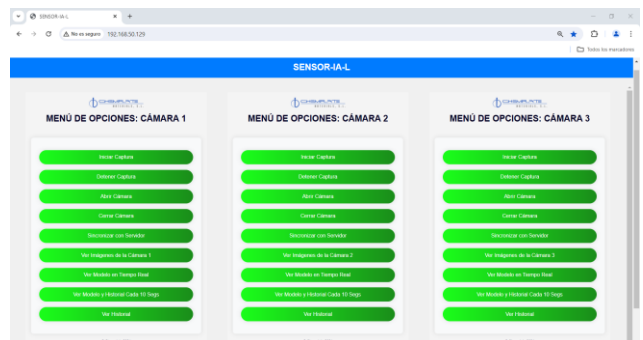 SENSOR-IA-L
No es seguro 192.168.50.129
Todos los marcadores
SENSOR-IA-L
MENÚ DE OPCIONES: CÁMARA 1
Iniciar Captura
Detener Captura
Abrir Cámara
Cerrar Cámara
Sincronizar con Servidor
Ver Imágenes de la Cámara 1
Ver Modelo en Tiempo Real
Ver Modelo y Historial Cada 10 Segs
Ver Historial
MENÚ DE OPCIONES: CÁMARA 2
Iniciar Captura
Detener Captura
Abrir Cámara
Cerrar Cámara
Sincronizar con Servidor
Ver Imágenes de la Cámara 2
Ver Modelo en Tiempo Real
Ver Modelo y Historial Cada 10 Segs
Ver Historial
MENÚ DE OPCIONES: CÁMARA 3
Iniciar Captura
Detener Captura
Abrir Cámara
Cerrar Cámara
Sincronizar con Servidor
Ver Imágenes de la Cámara 3
Ver Modelo en Tiempo Real
Ver Modelo y Historial Cada 10 Segs
Ver Historial